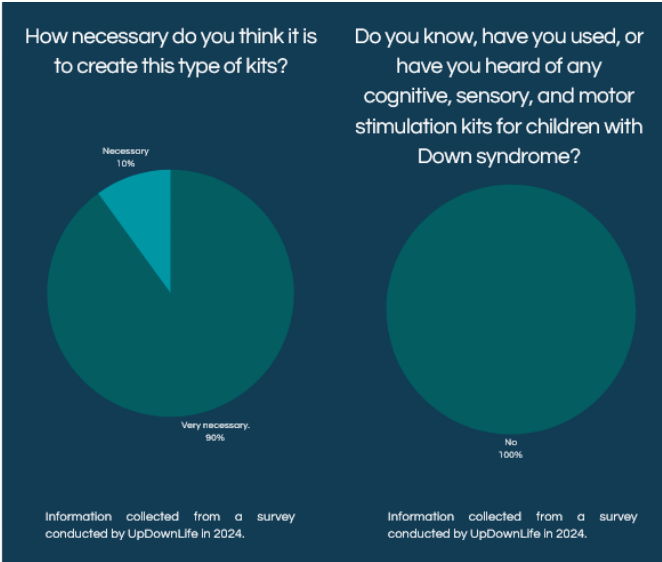 How necessary do you think it is
to create this type of kits?
Necessary
10%
Very necessary.
90%
Information collected from a survey
conducted by UpDownLife in 2024.
Do you know, have you used, or
have you heard of any
cognitive, sensory, and motor
stimulation kits for children with
Down syndrome?
No
100%
Information collected from a survey
conducted by UpDownLife in 2024.